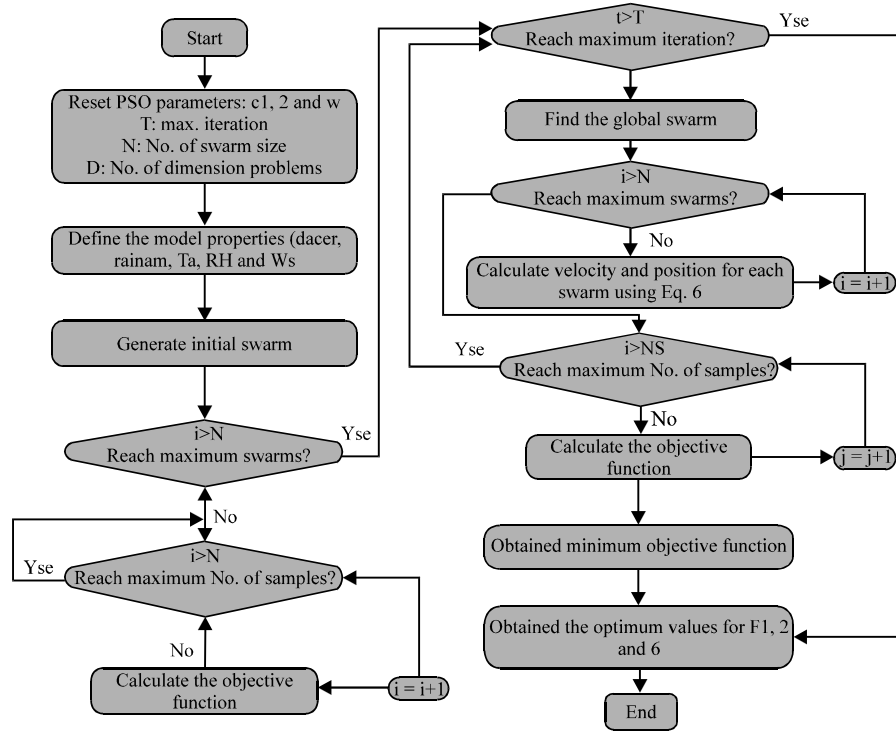 Start
Reset PSO parameters: c1, 2 and w
T: max. iteration
N: No. of swarm size
D: No. of dimension problems
Define the model properties (dacer,
rainam, Ta, RH and Ws
Generate initial swarm
i>N
Reach maximum swarms?
Yse
No
i>N
Reach maximum No. of samples?
Yse
No
Calculate the objective
function
i = i+1
t>T
Reach maximum iteration?
Yse
Find the global swarm
i>N
Reach maximum swarms?
No
Calculate velocity and position for each
swarm using Eq. 6
i = i+1
i>NS
Reach maximum No. of samples?
Yse
No
Calculate the objective
function
j = j+1
Obtained minimum objective function
Obtained the optimum values for F1, 2
and 6
End